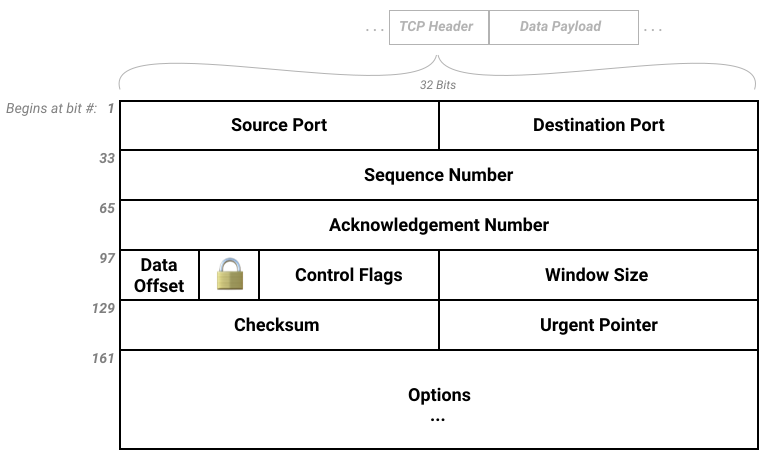 ... TCP Header Data Payload ...
32 Bits
Begins at bit #: 1
Source Port Destination Port
33
Sequence Number
65
Acknowledgement Number
97
Data Offset Control Flags Window Size
129
Checksum Urgent Pointer
161
Options
...